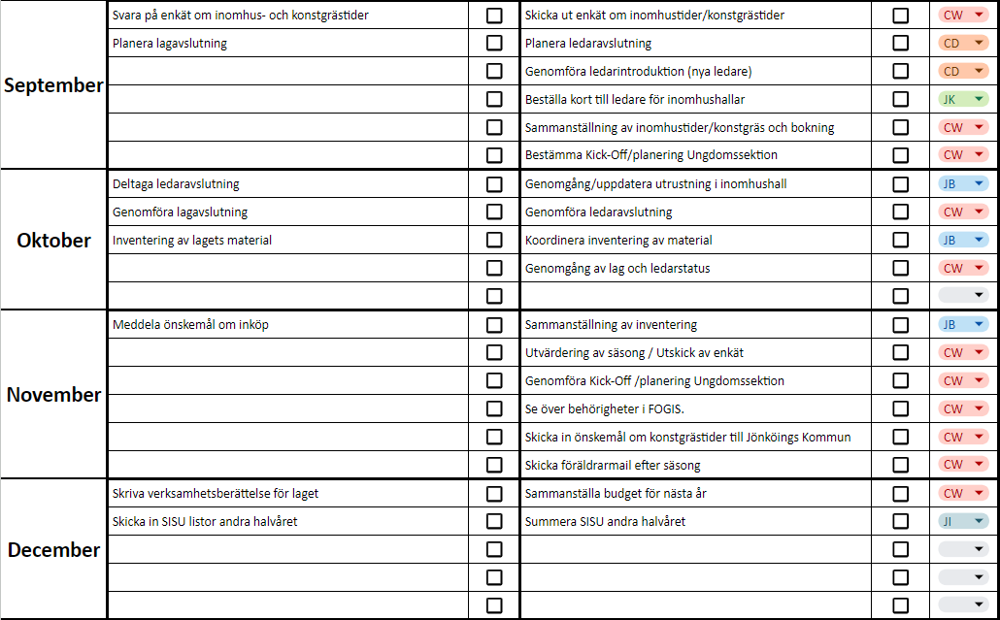 September
Svara på enkät om inomhus- och konstgrästider Skicka ut enkät om inomhustider/konstgrästider CW
Planera lagavslutning Planera ledaravslutning CD
Genomföra ledarintroduktion (nya ledare) CD
Beställa kort till ledare för inomhushallar JK
Sammanställning av inomhustider/konstgräs och bokning CW
Bestämma Kick-Off/planering Ungdomssektion CW
Oktober
Deltaga ledaravslutning Genomgång/uppdatera utrustning i inomhushall JB
Genomföra lagavslutning Genomföra ledaravslutning CW
Inventering av lagets material Koordinera inventering av material JB
Genomgång av lag och ledarstatus CW
November
Meddela önskemål om inköp Sammanställning av inventering JB
Utvärdering av säsong / Utskick av enkät CW
Genomföra Kick-Off /planering Ungdomssektion CW
Se över behörigheter i FOGIS. CW
Skicka in önskemål om konstgrästider till Jönköings Kommun CW
Skicka föräldrarmail efter säsong CW
December
Skriva verksamhetsberättelse för laget Sammanställa budget för nästa år CW
Skicka in SISU listor andra halvåret Summera SISU andra halvåret JI